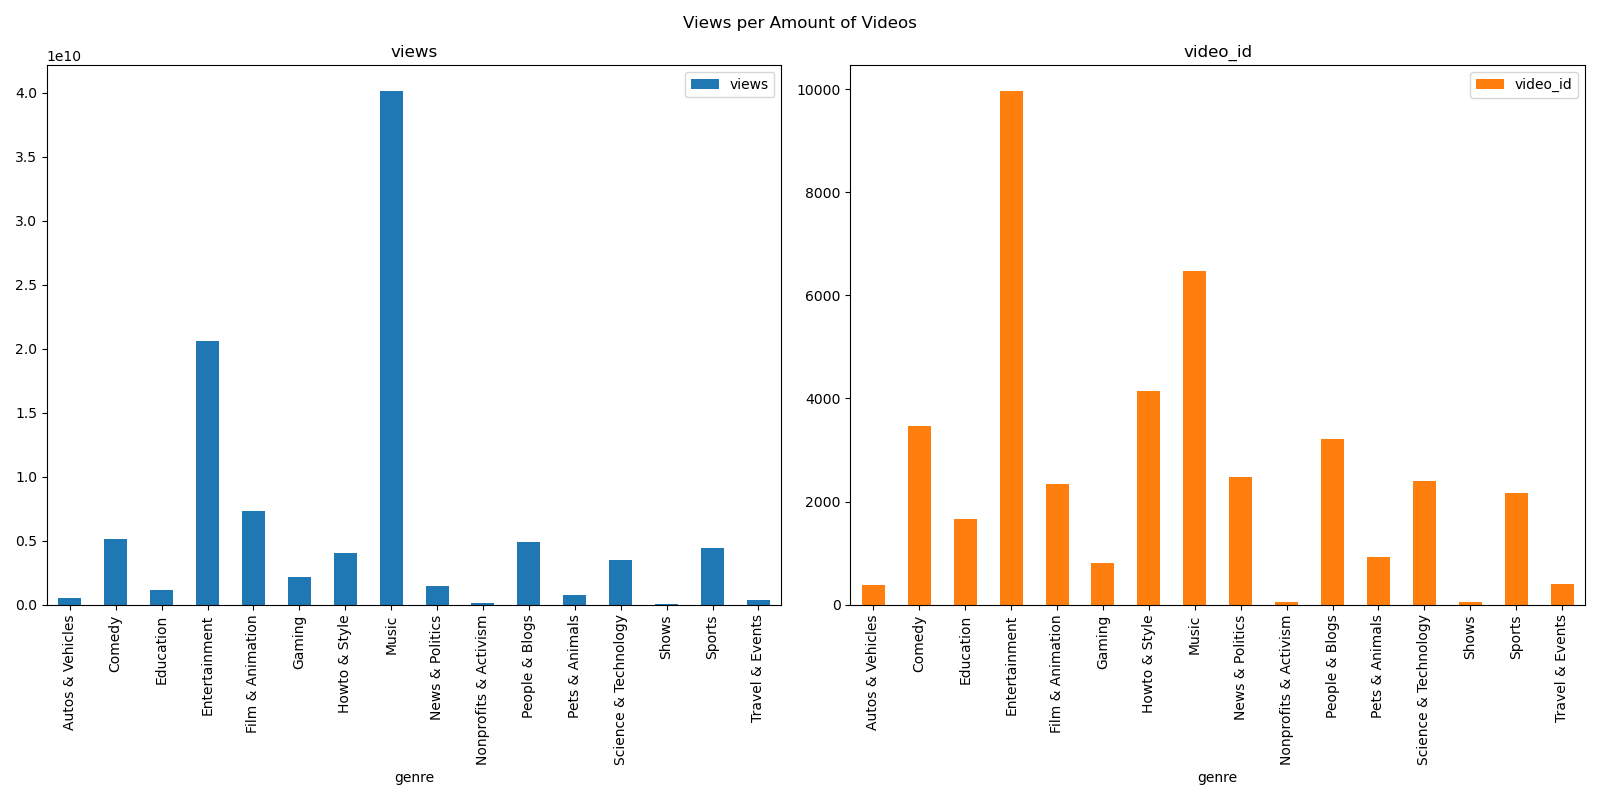 Views per Amount of Videos
views
1e10
views
4.0
3.5
3.0
2.5
2.0
1.5
1.0
0.5
0.0
Autos & Vehicles
Comedy
Education
Entertainment
Film & Animation
Gaming
Howto & Style
Music
News & Politics
Nonprofits & Activism
People & Blogs
Pets & Animals
Science & Technology
Shows
Sports
Travel & Events
genre
video_id
video_id
10000
8000
6000
4000
2000
0
Autos & Vehicles
Comedy
Education
Entertainment
Film & Animation
Gaming
Howto & Style
Music
News & Politics
Nonprofits & Activism
People & Blogs
Pets & Animals
Science & Technology
Shows
Sports
Travel & Events
genre